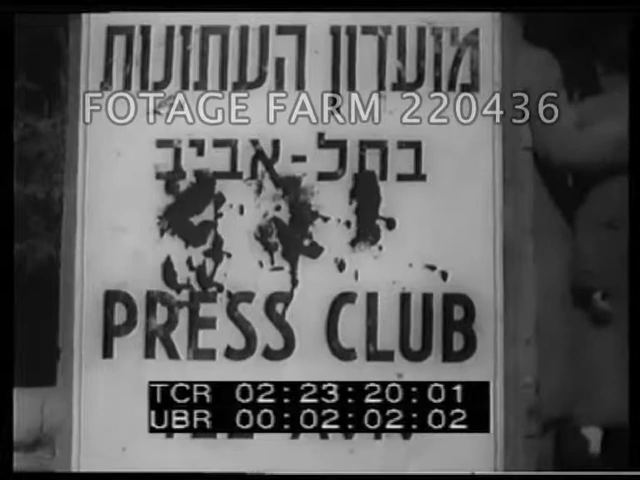 מועדון העתונות
FOTAGE FARM 220436
בתל-אביב
PRESS CLUB
TCR 02:23:20:01
UBR 00:02:02:02